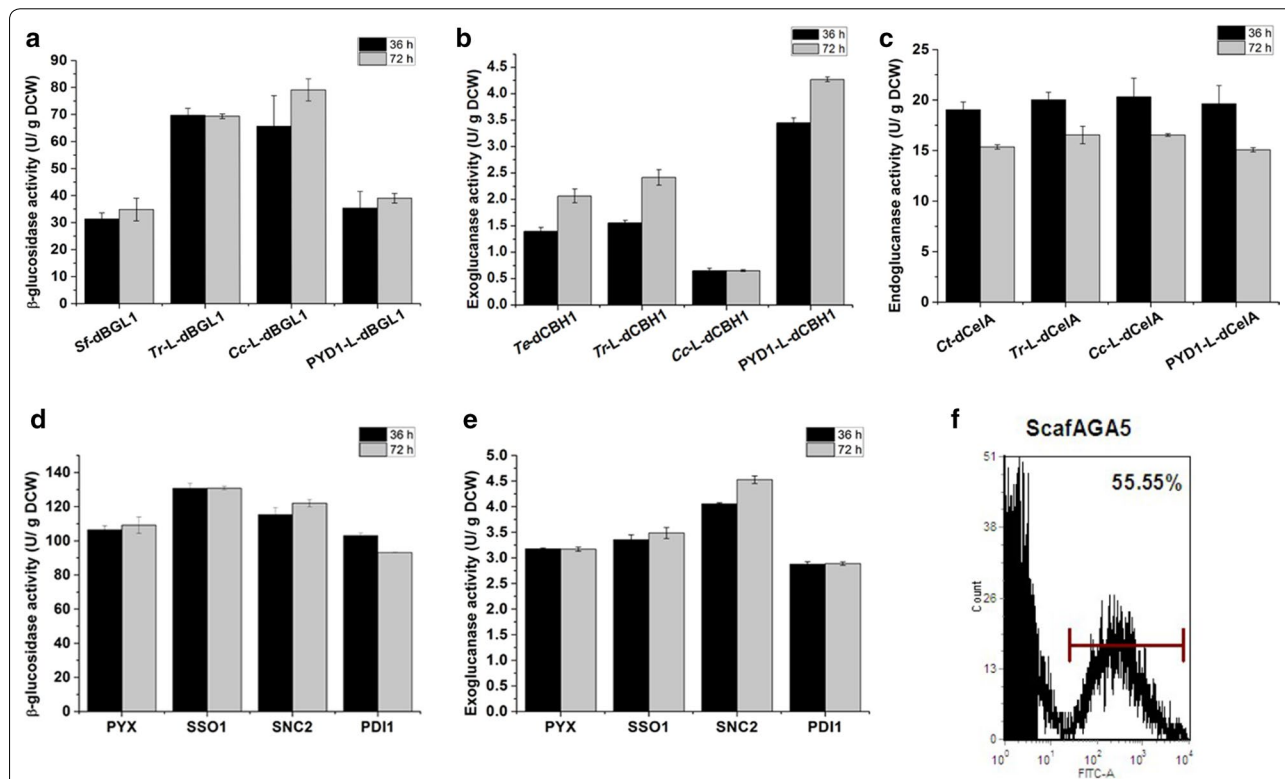 a
36 h
72 h
β-glucosidase activity (U/ g DCW)
90
80
70
60
50
40
30
20
10
0
Sf-dBGL1
Tr-L-dBGL1
Cc-L-dBGL1
PYD1-L-dBGL1
b
36 h
72 h
Exoglucanase activity (U/ g DCW)
4.5
4.0
3.5
3.0
2.5
2.0
1.5
1.0
0.5
0.0
Te-dCBH1
Tr-L-dCBH1
Cc-L-dCBH1
PYD1-L-dCBH1
c
36 h
72 h
Endoglucanase activity (U/ g DCW)
25
20
15
10
5
0
Cf-dCelA
Tr-L-dCelA
Cc-L-dCelA
PYD1-L-dCelA
d
36 h
72 h
β-glucosidase activity (U/ g DCW)
140
120
100
80
60
40
20
0
PYX
SSO1
SNC2
PDI1
e
36 h
72 h
Exoglucanase activity (U/ g DCW)
5.0
4.5
4.0
3.5
3.0
2.5
2.0
1.5
1.0
0.5
0.0
PYX
SSO1
SNC2
PDI1
f
ScafAGA5
55.55%
Count
51
38
26
13
0
10⁰
10¹
10²
10³
10⁴
FITC-A